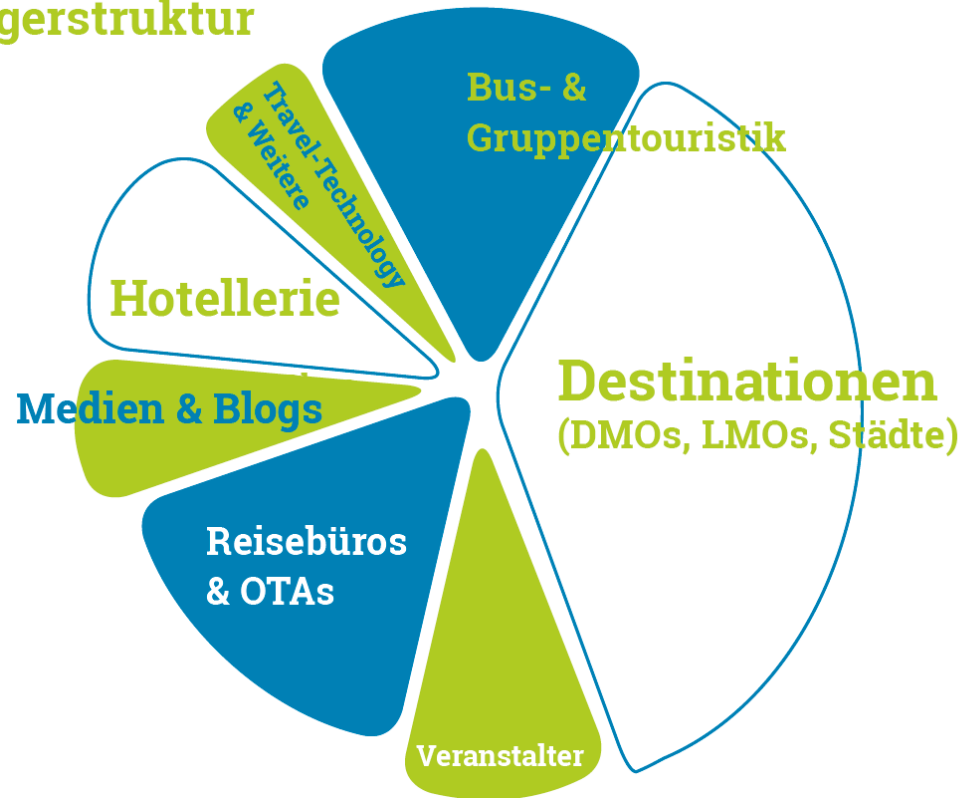 gerstruktur
Bus- &
Gruppentouristik
Travel-Technology
& Weitere
Hotellerie
Destinationen
(DMOs, LMOs, Städte)
Medien & Blogs
Reisebüros
& OTAs
Veranstalter